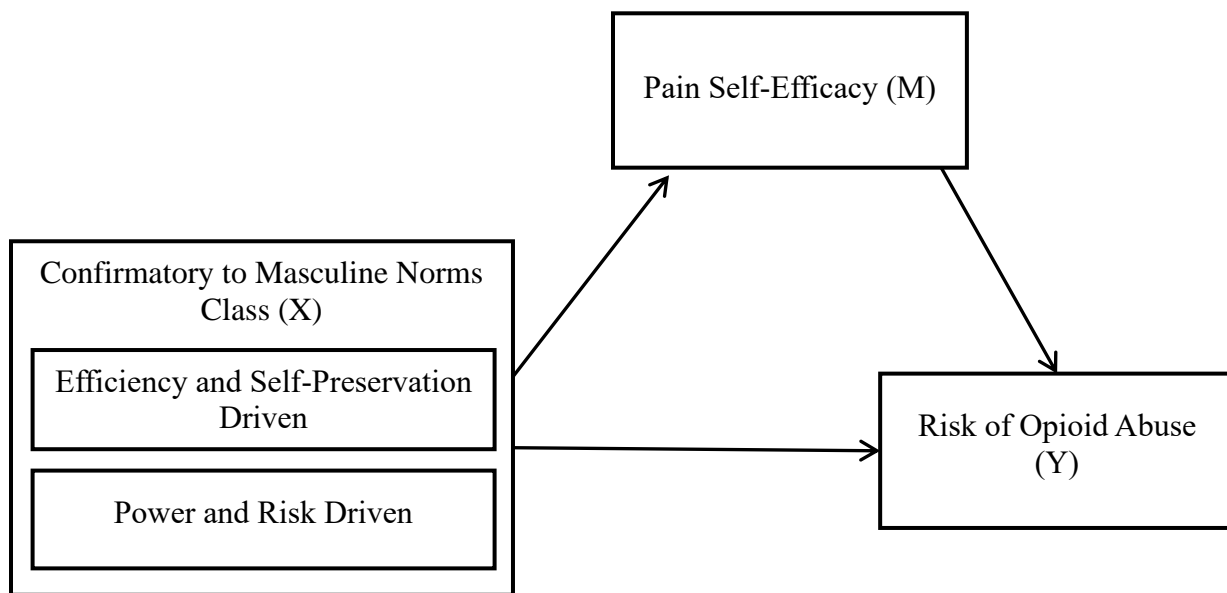 Pain Self-Efficacy (M)
Confirmatory to Masculine Norms
Class (X)
Efficiency and Self-Preservation
Driven
Power and Risk Driven
Risk of Opioid Abuse
(Y)